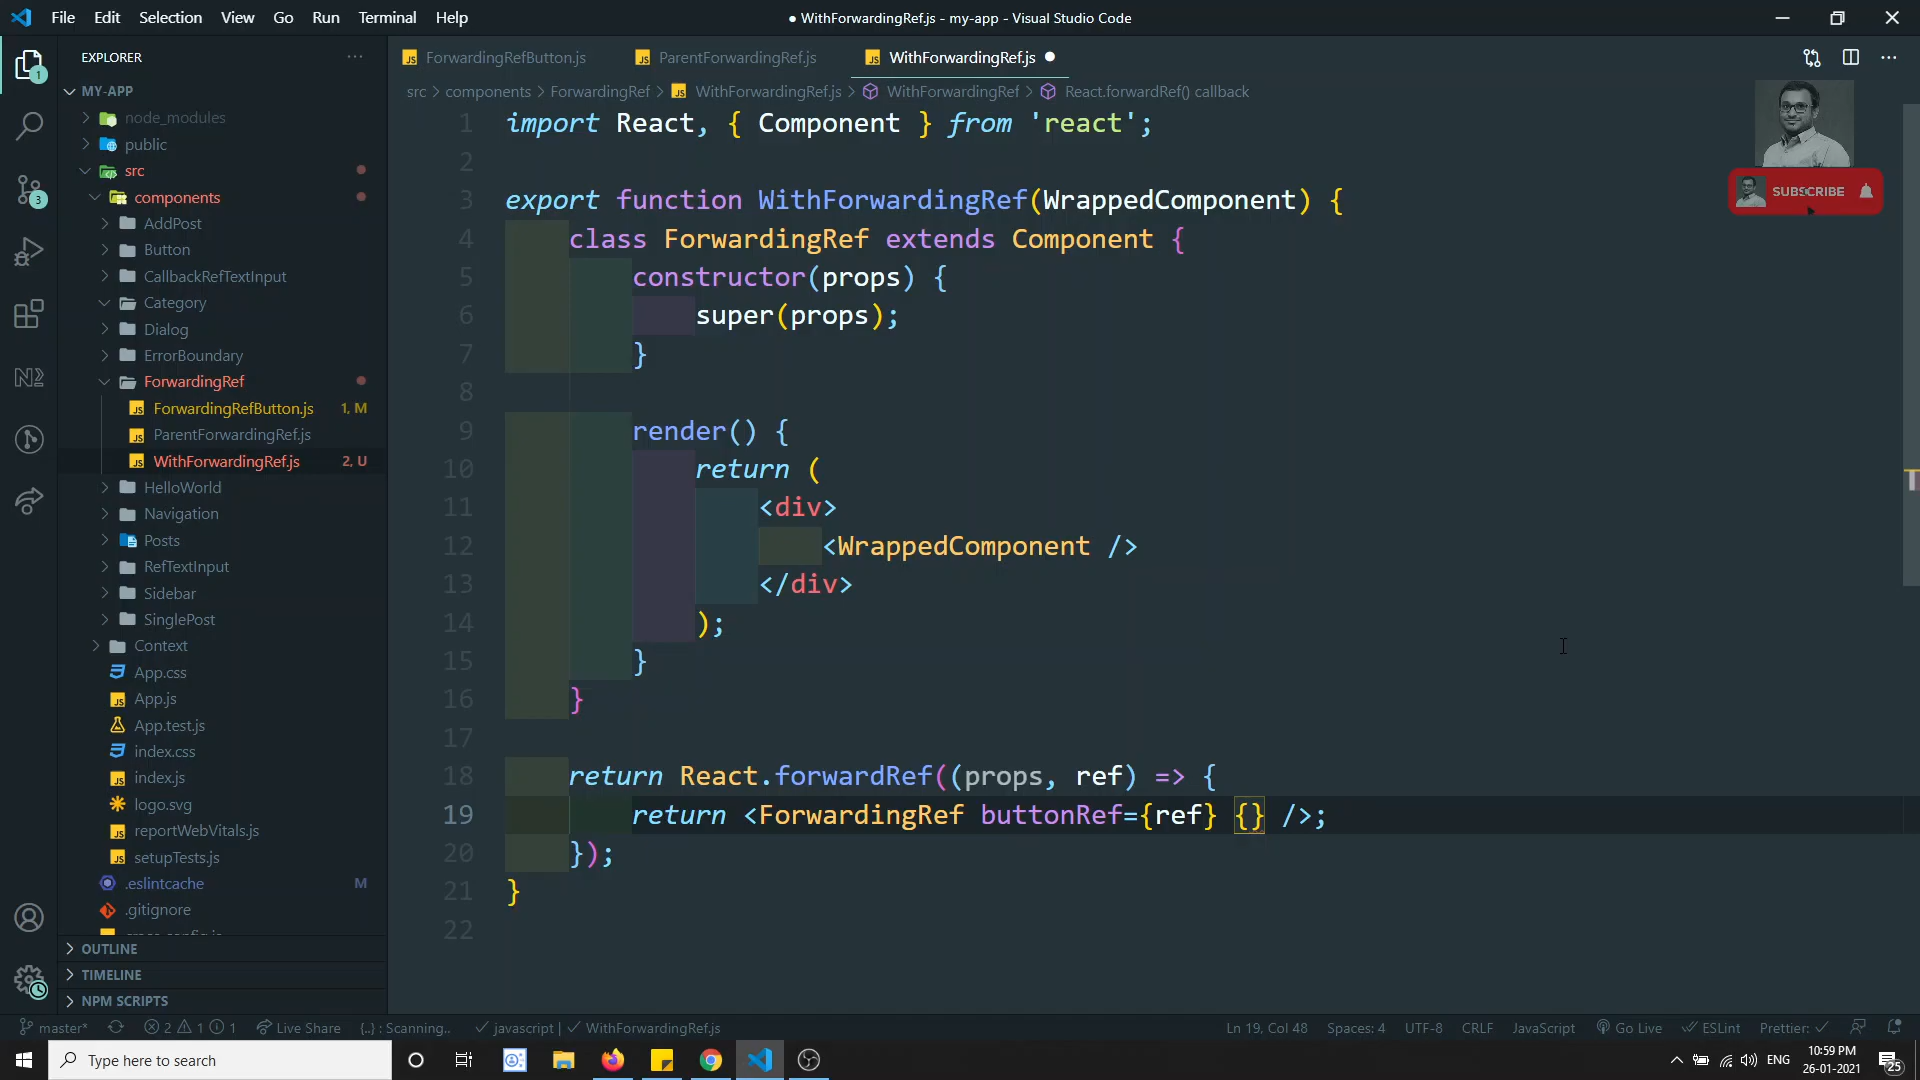 File Edit Selection View Go Run Terminal Help
● WithForwardingRef.js - my-app - Visual Studio Code
EXPLORER
ForwardingRefButton.js
ParentForwardingRef.js
WithForwardingRef.js
MY-APP
src > components > ForwardingRef > WithForwardingRef.js > WithForwardingRef > React.forwardRef() callback
node_modules
public
src
components
AddPost
Button
CallbackRefTextInput
Category
Dialog
ErrorBoundary
ForwardingRef
ForwardingRefButton.js 1, M
ParentForwardingRef.js
WithForwardingRef.js 2, U
HelloWorld
Navigation
Posts
RefTextInput
Sidebar
SinglePost
Context
App.css
App.js
App.test.js
index.css
index.js
logo.svg
reportWebVitals.js
setupTests.js
.eslintcache M
.gitignore
OUTLINE
TIMELINE
NPM SCRIPTS
1
3
1 import React, { Component } from 'react';
2
3 export function WithForwardingRef(WrappedComponent) {
4 class ForwardingRef extends Component {
5 constructor(props) {
6 super(props);
7 }
8
9 render() {
10 return (
11 <div>
12 <WrappedComponent />
13 </div>
14 );
15 }
16 }
17
18 return React.forwardRef((props, ref) => {
19 return <ForwardingRef buttonRef={ref} {} />;
20 });
21 }
22
SUBSCRIBE
master* 2 1 1 Live Share {..} : Scanning.. javascript | WithForwardingRef.js
Ln 19, Col 48 Spaces: 4 UTF-8 CRLF JavaScript Go Live ESLint Prettier:
Type here to search
ENG
10:59 PM
26-01-2021
25